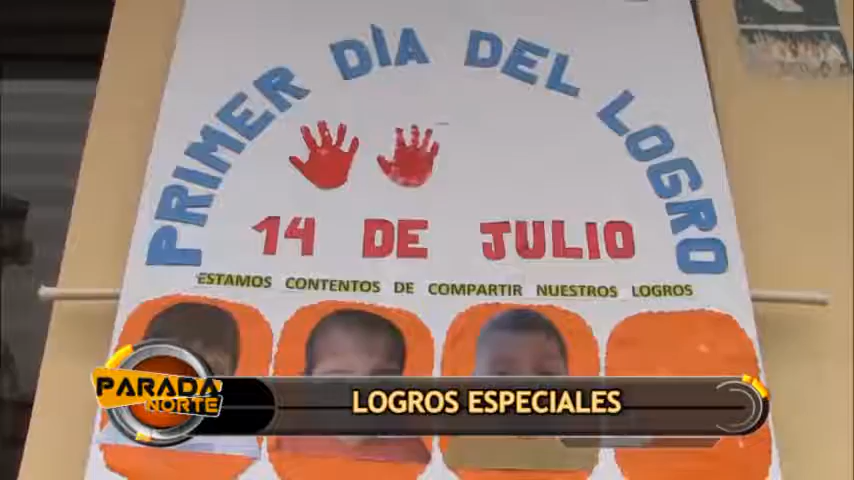 PRIMER DÍA DEL LOGRO
14 DE JULIO
ESTAMOS CONTENTOS DE COMPARTIR NUESTROS LOGROS
PARADA NORTE
LOGROS ESPECIALES